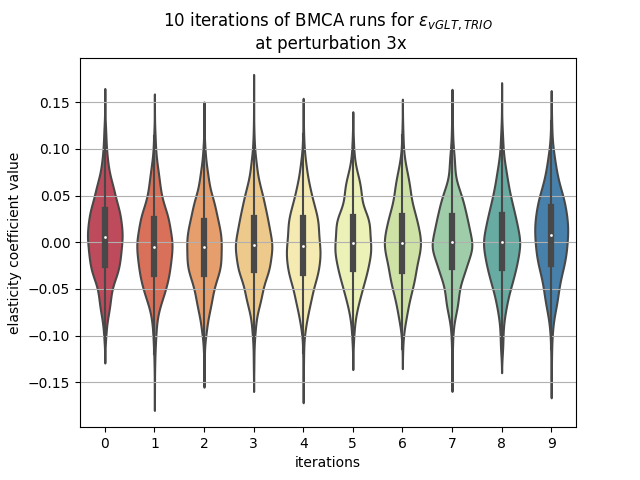 10 iterations of BMCA runs for ε_{vGLT,TRIO}
at perturbation 3x
elasticity coefficient value
0.15
0.10
0.05
0.00
−0.05
−0.10
−0.15
0 1 2 3 4 5 6 7 8 9
iterations